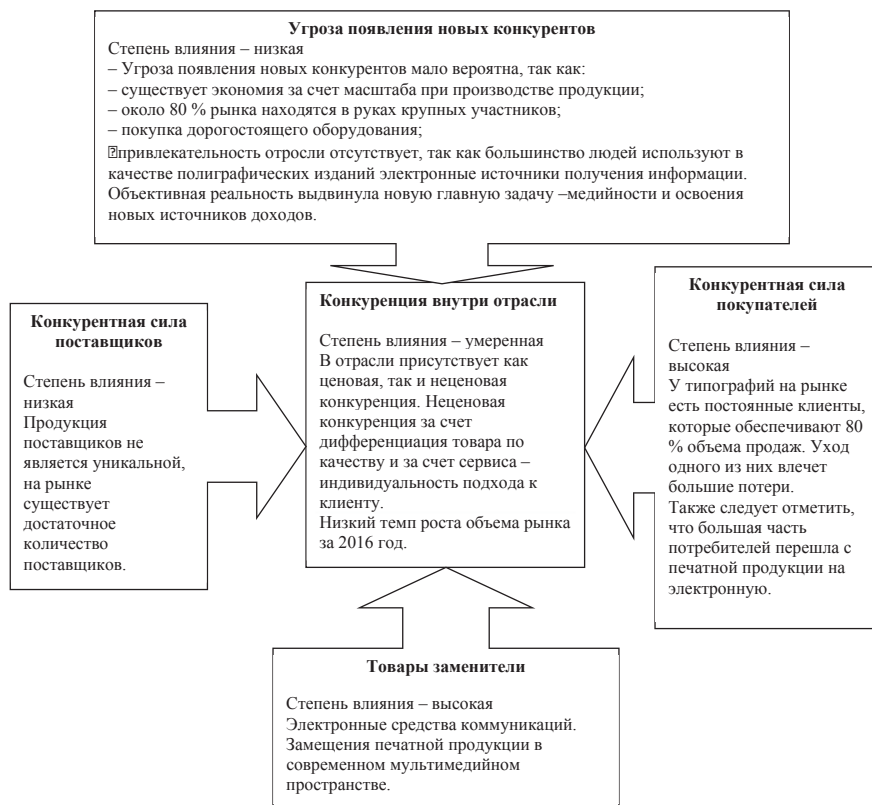 Угроза появления новых конкурентов
Степень влияния – низкая
– Угроза появления новых конкурентов мало вероятна, так как:
– существует экономия за счет масштаба при производстве продукции;
– около 80 % рынка находятся в руках крупных участников;
– покупка дорогостоящего оборудования;
привлекательность отросли отсутствует, так как большинство людей используют в
качестве полиграфических изданий электронные источники получения информации.
Объективная реальность выдвинула новую главную задачу –медийности и освоения
новых источников доходов.
Конкурентная сила
поставщиков
Степень влияния –
низкая
Продукция
поставщиков не
является уникальной,
на рынке
существует
достаточное
количество
поставщиков.
Конкуренция внутри отрасли
Степень влияния – умеренная
В отрасли присутствует как
ценовая, так и неценовая
конкуренция. Неценовая
конкуренция за счет
дифференциация товара по
качеству и за счет сервиса –
индивидуальность подхода к
клиенту.
Низкий темп роста объема рынка
за 2016 год.
Конкурентная сила
покупателей
Степень влияния –
высокая
У типографий на рынке
есть постоянные клиенты,
которые обеспечивают 80
% объема продаж. Уход
одного из них влечет
большие потери.
Также следует отметить,
что большая часть
потребителей перешла с
печатной продукции на
электронную.
Товары заменители
Степень влияния – высокая
Электронные средства коммуникаций.
Замещения печатной продукции в
современном мультимедийном
пространстве.